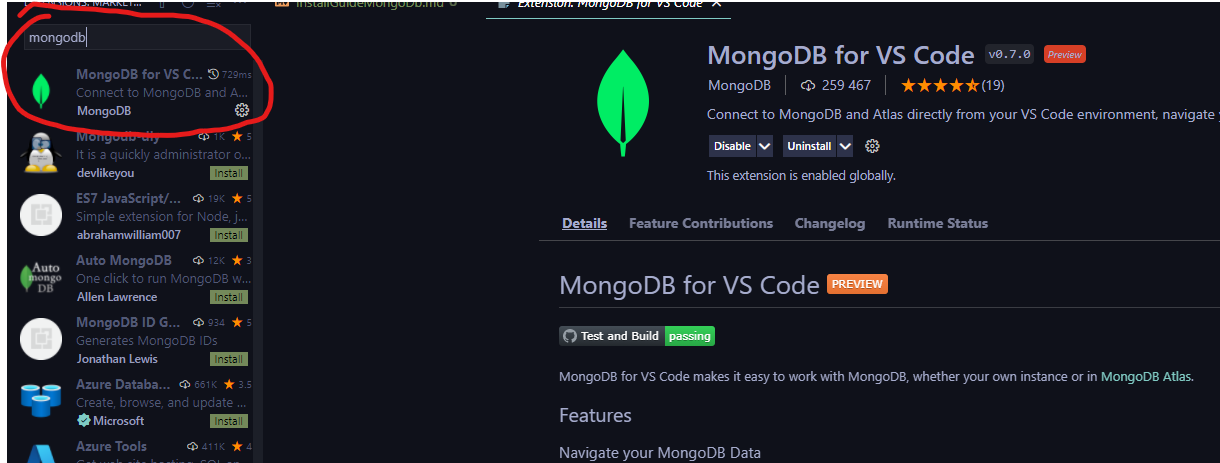 InstallGuideMongoDB.md
Extension: MongoDB for VS Code
mongodb
MongoDB for VS C... 729ms
Connect to MongoDB and A...
MongoDB
Mongodb-dly 1K 5
It is a quickly administrator o...
devlikeyou Install
ES7 JavaScript/... 19K 5
Simple extension for Node, j...
abrahamwilliam007 Install
Auto MongoDB 12K 3
One click to run MongoDB w...
Allen Lawrence Install
Auto
mongo
DB
MongoDB ID G... 934 5
Generates MongoDB IDs
Jonathan Lewis Install
Azure Databa... 661K 3.5
Create, browse, and update ...
Microsoft Install
Azure Tools 411K 4
MongoDB for VS Code v0.7.0 Preview
MongoDB 259 467 (19)
Connect to MongoDB and Atlas directly from your VS Code environment, navigate
Disable Uninstall
This extension is enabled globally.
Details Feature Contributions Changelog Runtime Status
MongoDB for VS Code PREVIEW
Test and Build passing
MongoDB for VS Code makes it easy to work with MongoDB, whether your own instance or in MongoDB Atlas.
Features
Navigate your MongoDB Data